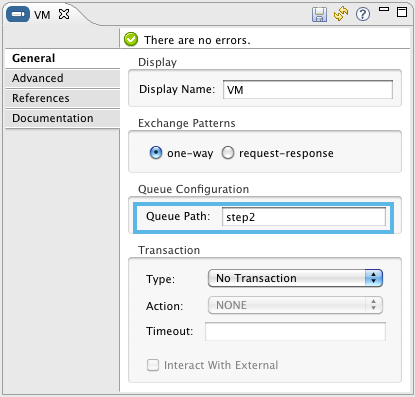 VM
There are no errors.
General
Advanced
References
Documentation
Display
Display Name: VM
Exchange Patterns
one-way request-response
Queue Configuration
Queue Path: step2
Transaction
Type: No Transaction
Action: NONE
Timeout:
Interact With External